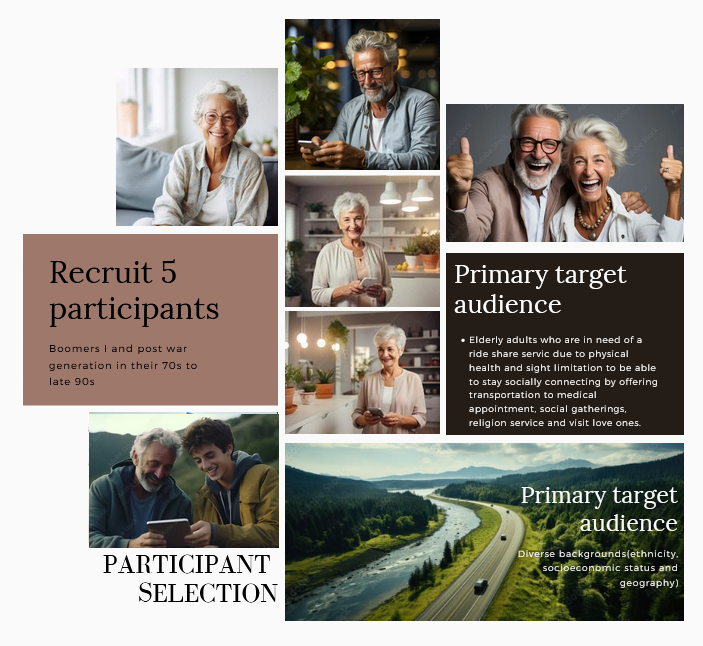 Recruit 5
participants
Boomers I and post war
generation in their 70s to
late 90s
PARTICIPANT
SELECTION
Primary target
audience
• Elderly adults who are in need of a
ride share servic due to physical
health and sight limitation to be able
to stay socially connecting by offering
transportation to medical
appointment, social gatherings,
religion service and visit love ones.
Primary target
audience
Diverse backgrounds(ethnicity,
socioeconomic status and
geography)